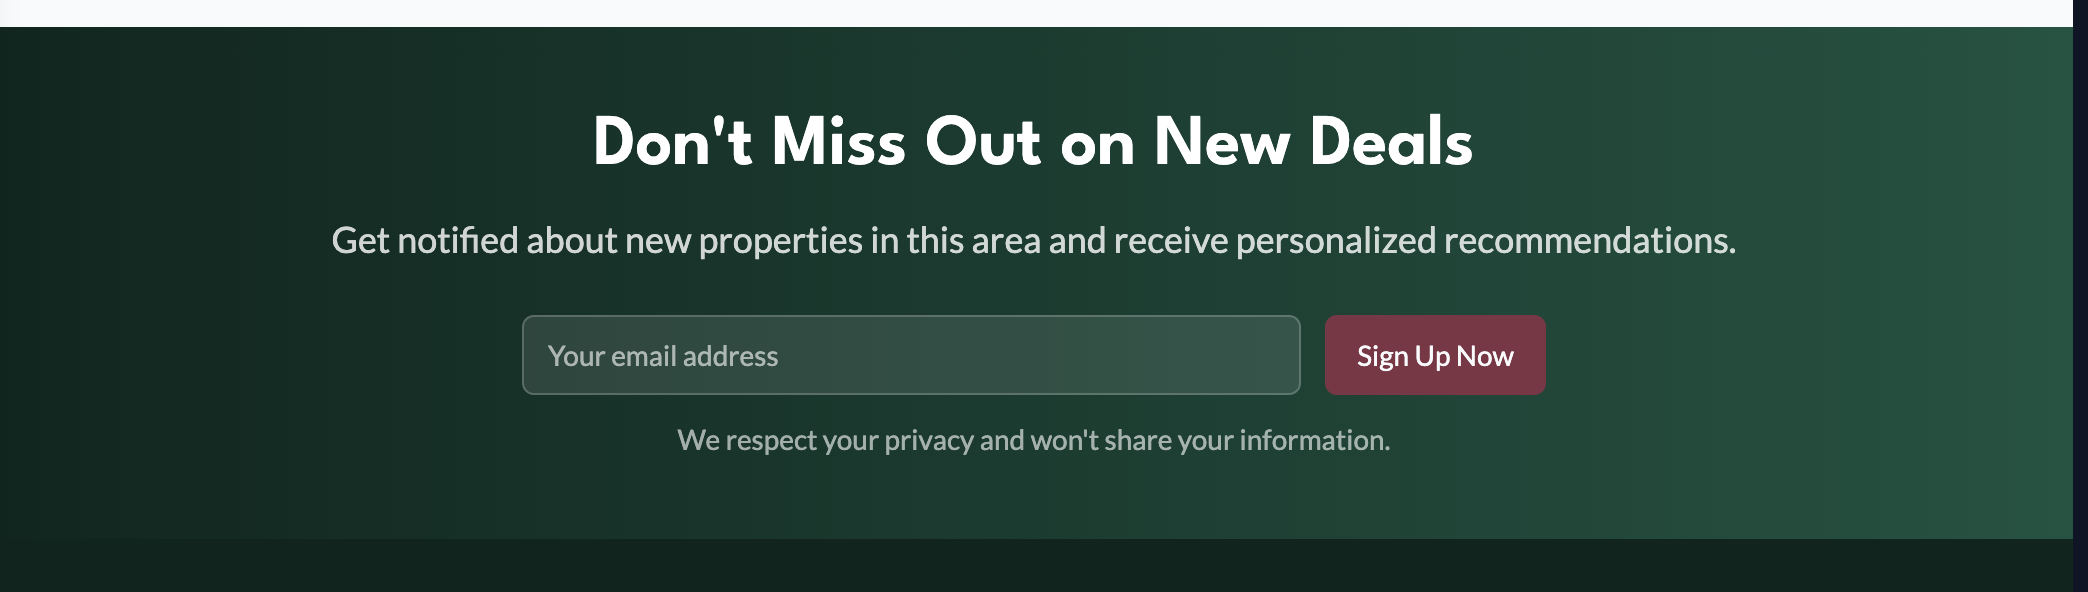 Don't Miss Out on New Deals
Get notified about new properties in this area and receive personalized recommendations.
Your email address
Sign Up Now
We respect your privacy and won't share your information.